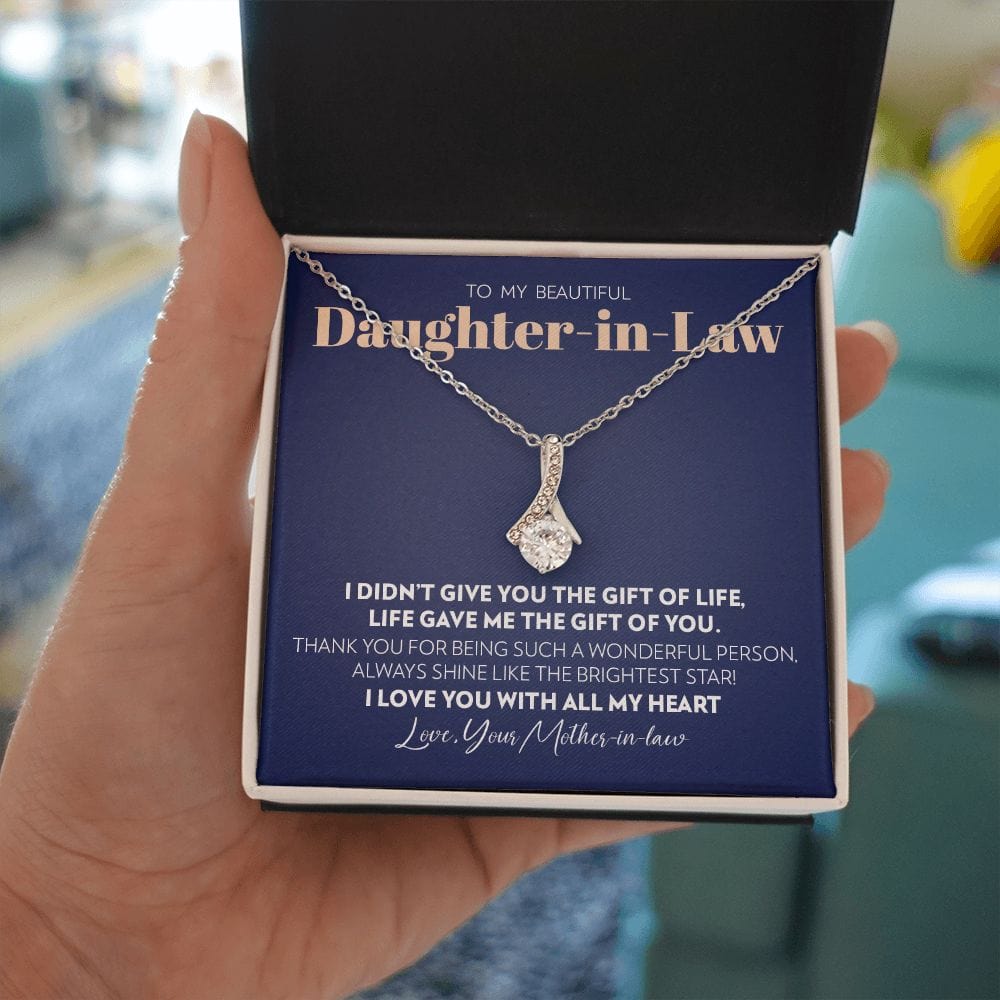 TO MY BEAUTIFUL
Daughter-in-Law
I DIDN'T GIVE YOU THE GIFT OF LIFE,
LIFE GAVE ME THE GIFT OF YOU.
THANK YOU FOR BEING SUCH A WONDERFUL PERSON,
ALWAYS SHINE LIKE THE BRIGHTEST STAR!
I LOVE YOU WITH ALL MY HEART
Love, Your Mother-in-law